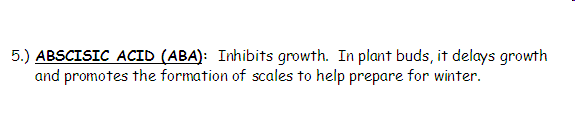 5.) ABSCISIC ACID (ABA): Inhibits growth. In plant buds, it delays growth
and promotes the formation of scales to help prepare for winter.